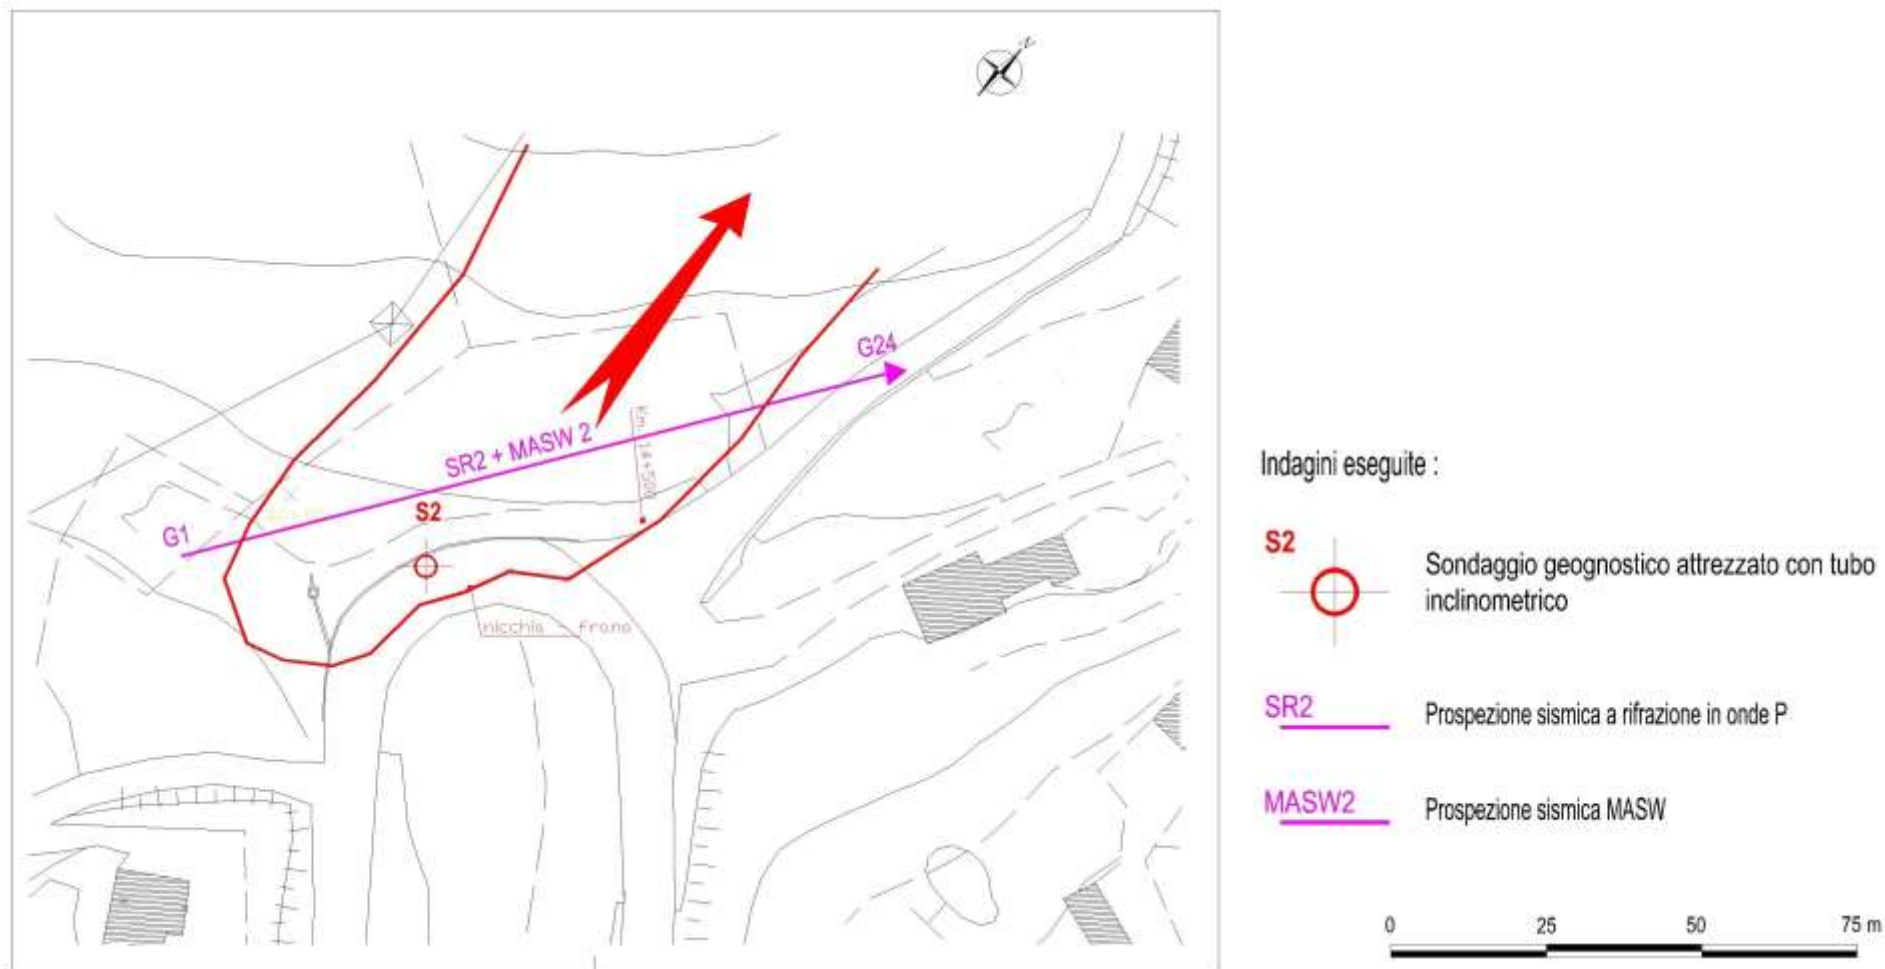 N
G24
Km 14+500
SR2 + MASW 2
S2
G1
nicchia - frana
Indagini eseguite :
S2
Sondaggio geognostico attrezzato con tubo
inclinometrico
SR2
Prospezione sismica a rifrazione in onde P
MASW2
Prospezione sismica MASW
0 25 50 75 m